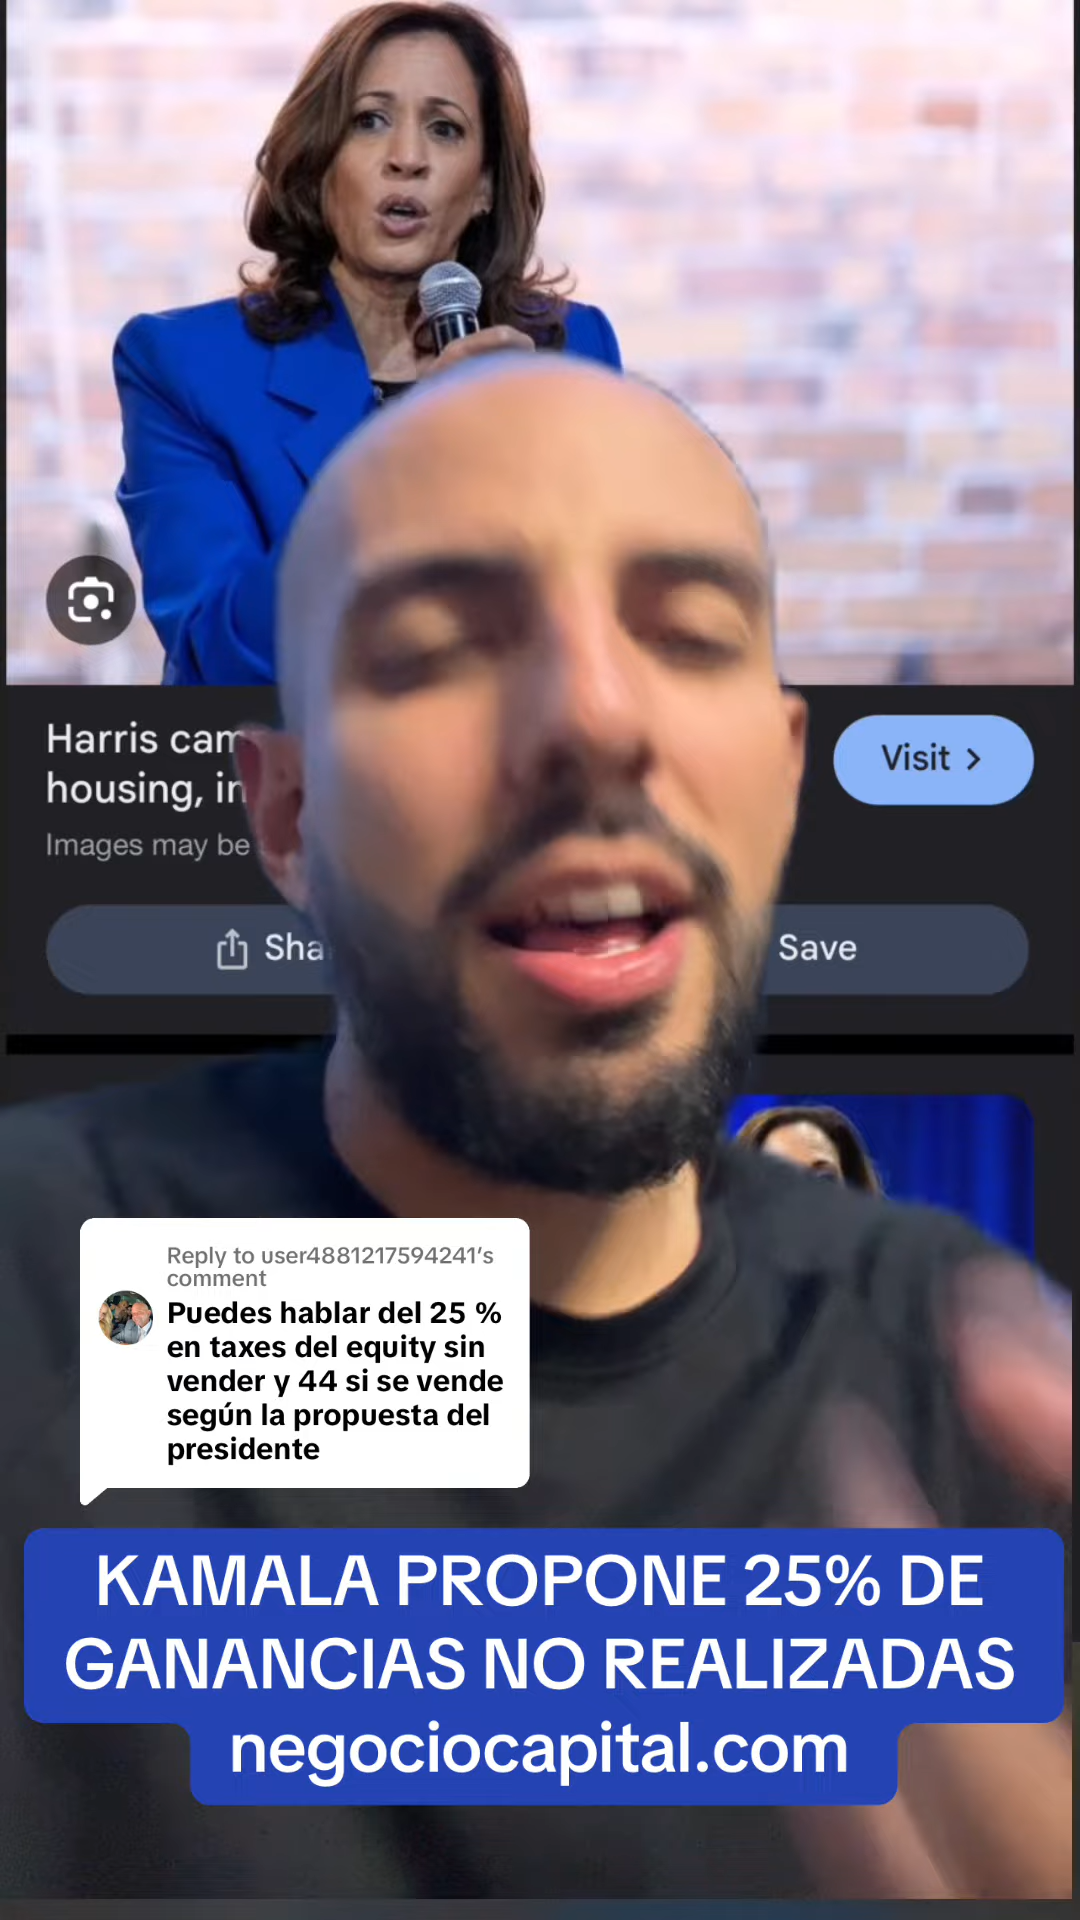 Harris cam
housing, in
Visit >
Images may be
Sha
Save
Reply to user4881217594241's
comment
Puedes hablar del 25 %
en taxes del equity sin
vender y 44 si se vende
según la propuesta del
presidente
KAMALA PROPONE 25% DE
GANANCIAS NO REALIZADAS
negociocapital.com